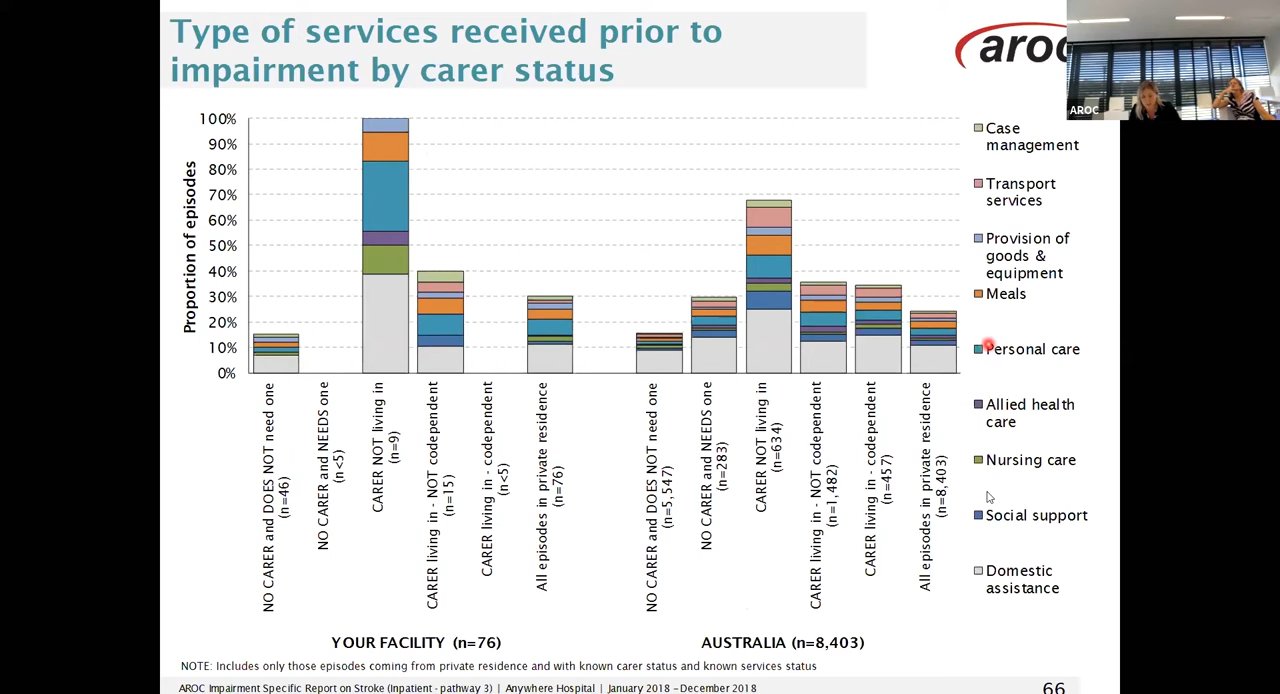 Type of services received prior to
impairment by carer status
aroc
AROC
Proportion of episodes
100%
90%
80%
70%
60%
50%
40%
30%
20%
10%
0%
NO CARER and DOES NOT need one
(n=46)
NO CARER and NEEDS one
(n<5)
CARER NOT living in
(n=9)
CARER living in - NOT codependent
(n=15)
CARER living in - codependent
(n<5)
All episodes in private residence
(n=76)
NO CARER and DOES NOT need one
(n=5,547)
NO CARER and NEEDS one
(n=283)
CARER NOT living in
(n=634)
CARER living in - NOT codependent
(n=1,482)
CARER living in - codependent
(n=457)
All episodes in private residence
(n=8,403)
YOUR FACILITY (n=76)
AUSTRALIA (n=8,403)
Case
management
Transport
services
Provision of
goods &
equipment
Meals
Personal care
Allied health
care
Nursing care
Social support
Domestic
assistance
NOTE: Includes only those episodes coming from private residence and with known carer status and known services status
AROC Impairment Specific Report on Stroke (Inpatient - pathway 3) | Anywhere Hospital | January 2018 – December 2018
66